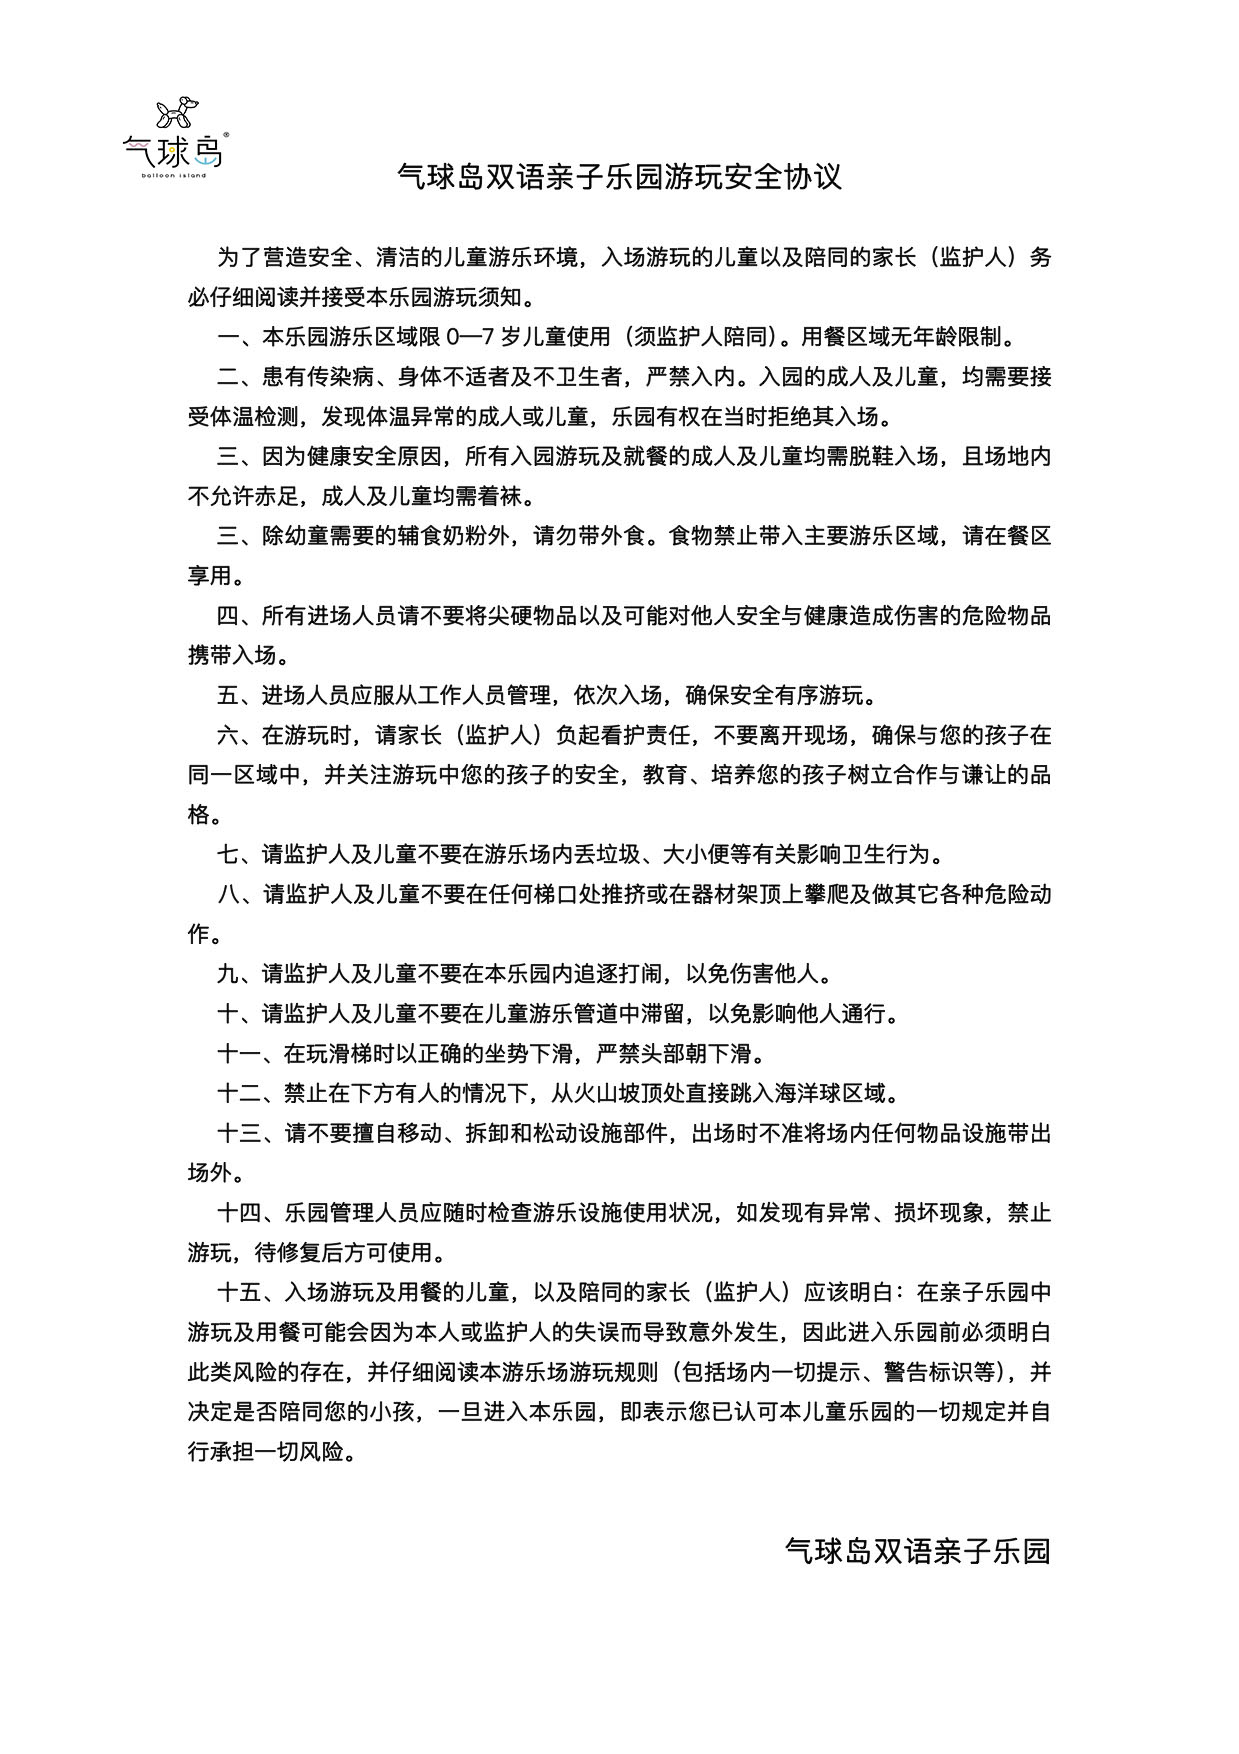 气球岛®
balloon island
气球岛双语亲子乐园游玩安全协议
为了营造安全、清洁的儿童游乐环境，入场游玩的儿童以及陪同的家长（监护人）务
必仔细阅读并接受本乐园游玩须知。
一、本乐园游乐区域限 0—7 岁儿童使用（须监护人陪同）。用餐区域无年龄限制。
二、患有传染病、身体不适者及不卫生者，严禁入内。入园的成人及儿童，均需要接
受体温检测，发现体温异常的成人或儿童，乐园有权在当时拒绝其入场。
三、因为健康安全原因，所有入园游玩及就餐的成人及儿童均需脱鞋入场，且场地内
不允许赤足，成人及儿童均需着袜。
三、除幼童需要的辅食奶粉外，请勿带外食。食物禁止带入主要游乐区域，请在餐区
享用。
四、所有进场人员请不要将尖硬物品以及可能对他人安全与健康造成伤害的危险物品
携带入场。
五、进场人员应服从工作人员管理，依次入场，确保安全有序游玩。
六、在游玩时，请家长（监护人）负起看护责任，不要离开现场，确保与您的孩子在
同一区域中，并关注游玩中您的孩子的安全，教育、培养您的孩子树立合作与谦让的品
格。
七、请监护人及儿童不要在游乐场内丢垃圾、大小便等有关影响卫生行为。
八、请监护人及儿童不要在任何梯口处推挤或在器材架顶上攀爬及做其它各种危险动
作。
九、请监护人及儿童不要在本乐园内追逐打闹，以免伤害他人。
十、请监护人及儿童不要在儿童游乐管道中滞留，以免影响他人通行。
十一、在玩滑梯时以正确的坐势下滑，严禁头部朝下滑。
十二、禁止在下方有人的情况下，从火山坡顶处直接跳入海洋球区域。
十三、请不要擅自移动、拆卸和松动设施部件，出场时不准将场内任何物品设施带出
场外。
十四、乐园管理人员应随时检查游乐设施使用状况，如发现有异常、损坏现象，禁止
游玩，待修复后方可使用。
十五、入场游玩及用餐的儿童，以及陪同的家长（监护人）应该明白：在亲子乐园中
游玩及用餐可能会因为本人或监护人的失误而导致意外发生，因此进入乐园前必须明白
此类风险的存在，并仔细阅读本游乐场游玩规则（包括场内一切提示、警告标识等），并
决定是否陪同您的小孩，一旦进入本乐园，即表示您已认可本儿童乐园的一切规定并自
行承担一切风险。
气球岛双语亲子乐园